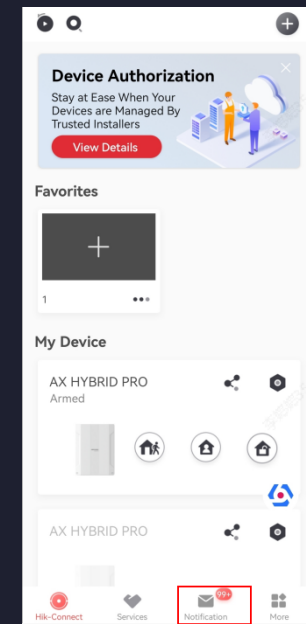 Device Authorization
Stay at Ease When Your
Devices are Managed By
Trusted Installers
View Details
Favorites
1
My Device
AX HYBRID PRO
Armed
AX HYBRID PRO
99+
Hik-Connect
Services
Notification
More